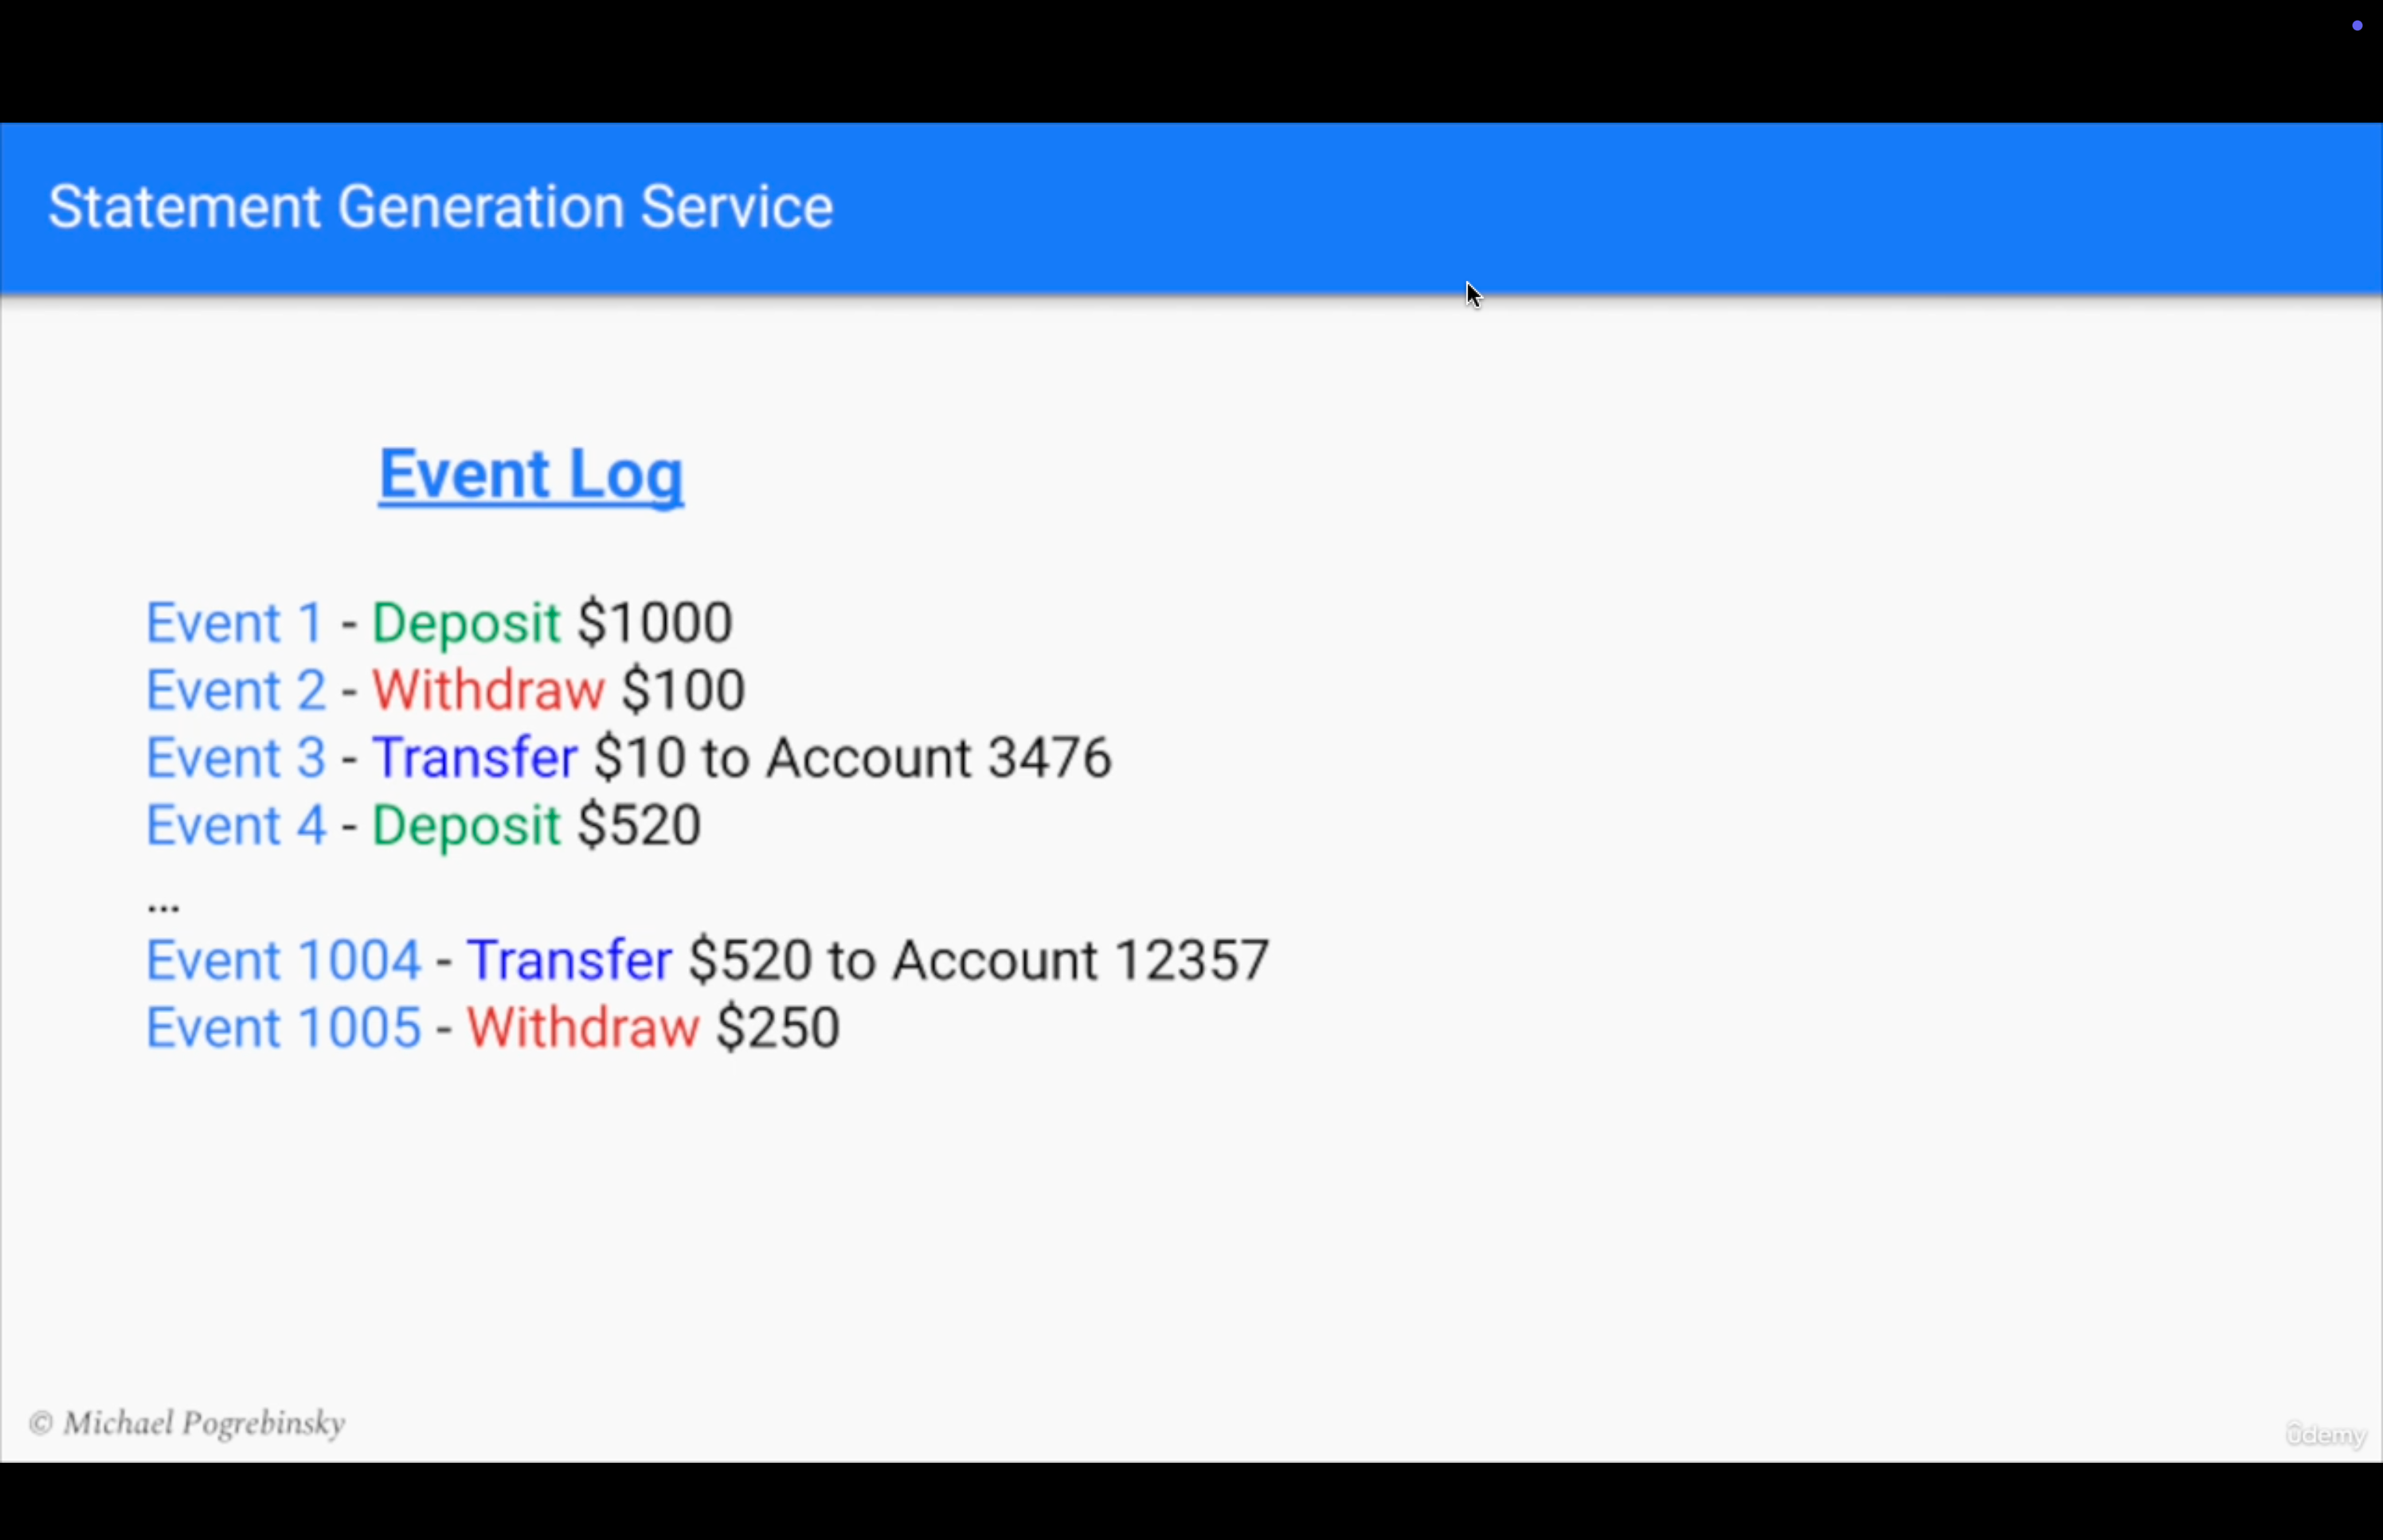 Statement Generation Service
Event Log
Event 1 - Deposit $1000
Event 2 - Withdraw $100
Event 3 - Transfer $10 to Account 3476
Event 4 - Deposit $520
...
Event 1004 - Transfer $520 to Account 12357
Event 1005 - Withdraw $250
© Michael Pogrebinsky
ûdemy